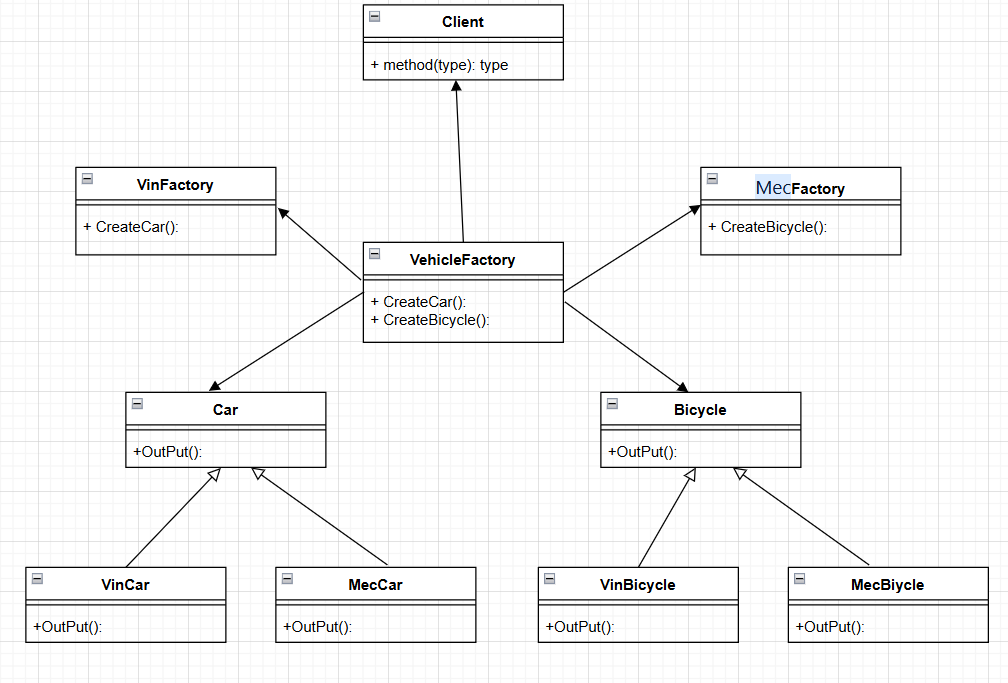 Client
+ method(type): type
VinFactory
+ CreateCar():
MecFactory
+ CreateBicycle():
VehicleFactory
+ CreateCar():
+ CreateBicycle():
Car
+OutPut():
Bicycle
+OutPut():
VinCar
+OutPut():
MecCar
+OutPut():
VinBicycle
+OutPut():
MecBiycle
+OutPut():